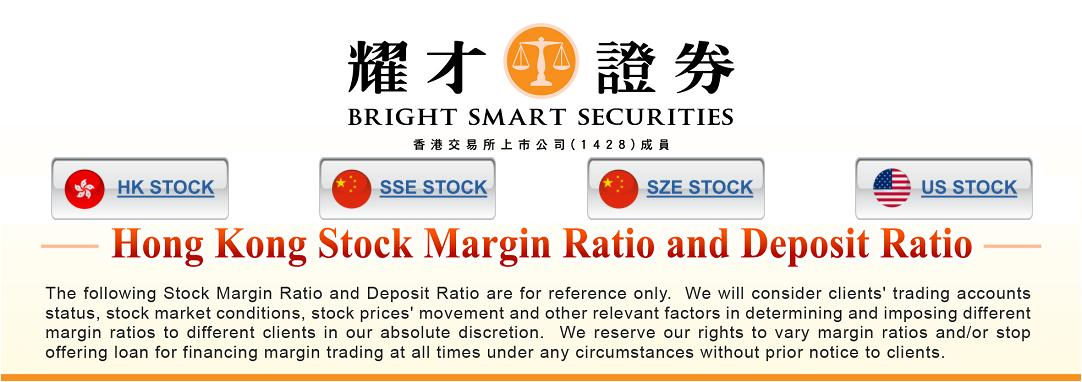 耀才 證券
BRIGHT SMART SECURITIES
香港交易所上市公司(1428)成員
HK STOCK SSE STOCK SZE STOCK US STOCK
Hong Kong Stock Margin Ratio and Deposit Ratio
The following Stock Margin Ratio and Deposit Ratio are for reference only. We will consider clients' trading accounts
status, stock market conditions, stock prices' movement and other relevant factors in determining and imposing different
margin ratios to different clients in our absolute discretion. We reserve our rights to vary margin ratios and/or stop
offering loan for financing margin trading at all times under any circumstances without prior notice to clients.